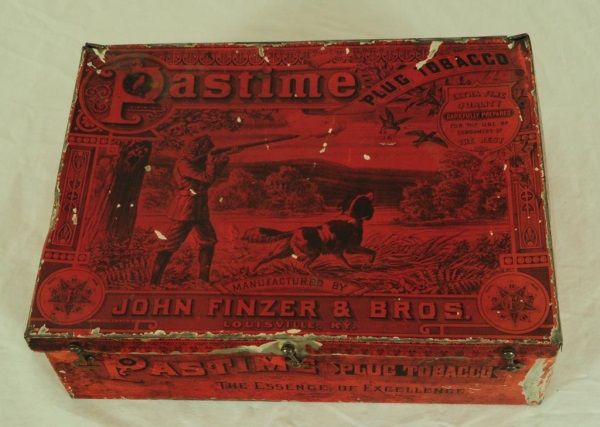 Pastime
PLUG TOBACCO
EXTRA FINE
QUALITY
CAREFULLY PREPARED
FOR THE USE OF
CONSUMERS OF
THE BEST
MANUFACTURED BY
JOHN FINZER & BROS.
LOUISVILLE, KY.
PASTIME PLUG TOBACCO
THE ESSENCE OF EXCELLENCE